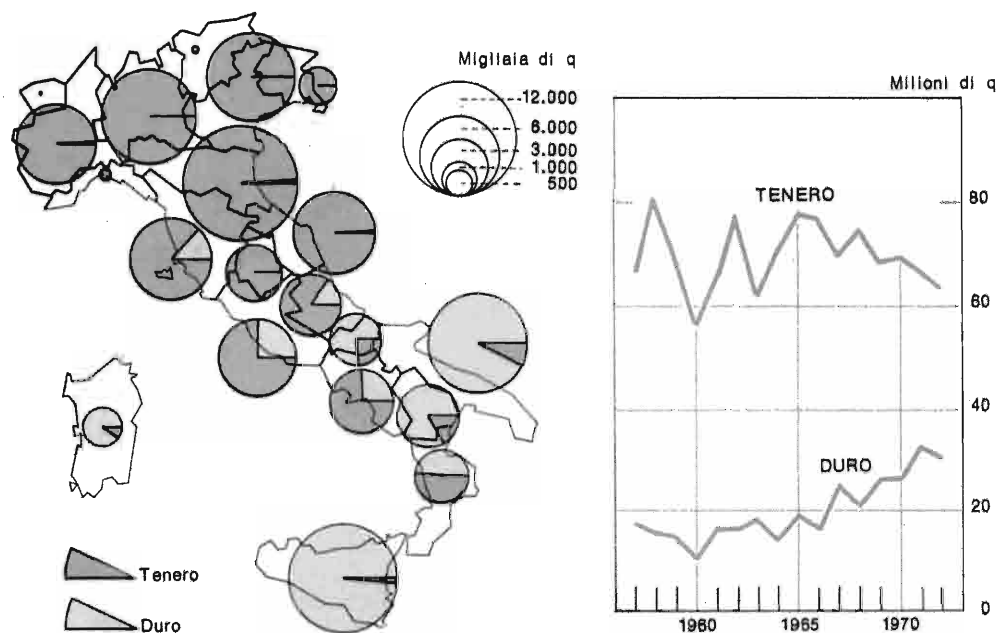 Migliaia di q
12.000
6.000
3.000
1.000
500
Tenero
Duro
Milioni di q
80
60
40
20
0
TENERO
DURO
1960
1965
1970